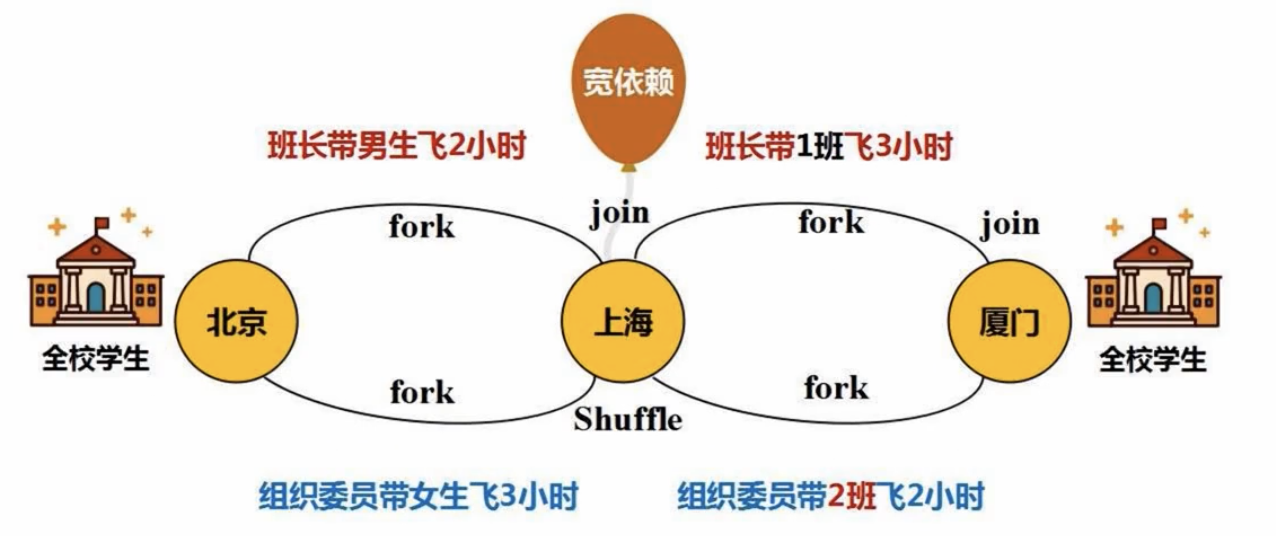 宽依赖
班长带男生飞2小时
班长带1班飞3小时
fork
join
fork
join
北京
上海
厦门
全校学生
全校学生
fork
fork
Shuffle
组织委员带女生飞3小时
组织委员带2班飞2小时